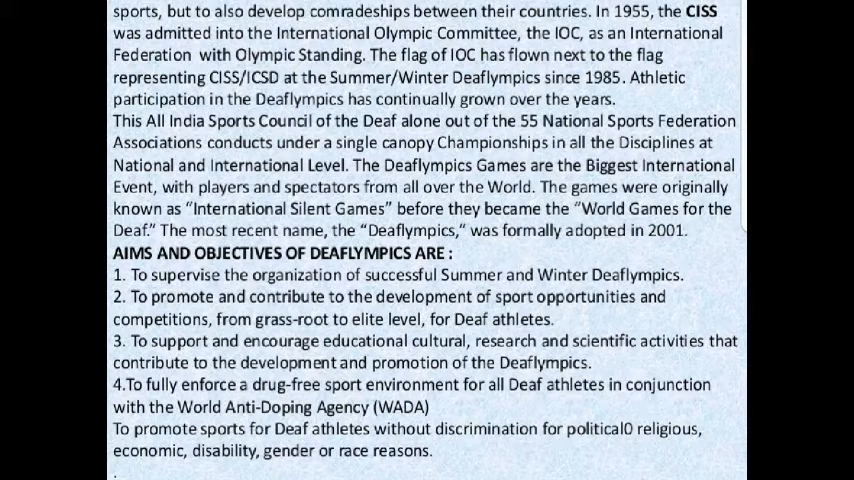 sports, but to also develop comradeships between their countries. In 1955, the CISS
was admitted into the International Olympic Committee, the IOC, as an International
Federation with Olympic Standing. The flag of IOC has flown next to the flag
representing CISS/ICSD at the Summer/Winter Deaflympics since 1985. Athletic
participation in the Deaflympics has continually grown over the years.
This All India Sports Council of the Deaf alone out of the 55 National Sports Federation
Associations conducts under a single canopy Championships in all the Disciplines at
National and International Level. The Deaflympics Games are the Biggest International
Event, with players and spectators from all over the World. The games were originally
known as “International Silent Games” before they became the “World Games for the
Deaf.” The most recent name, the “Deaflympics,“ was formally adopted in 2001.
AIMS AND OBJECTIVES OF DEAFLYMPICS ARE :
1. To supervise the organization of successful Summer and Winter Deaflympics.
2. To promote and contribute to the development of sport opportunities and
competitions, from grass-root to elite level, for Deaf athletes.
3. To support and encourage educational cultural, research and scientific activities that
contribute to the development and promotion of the Deaflympics.
4.To fully enforce a drug-free sport environment for all Deaf athletes in conjunction
with the World Anti-Doping Agency (WADA)
To promote sports for Deaf athletes without discrimination for political0 religious,
economic, disability, gender or race reasons.
.